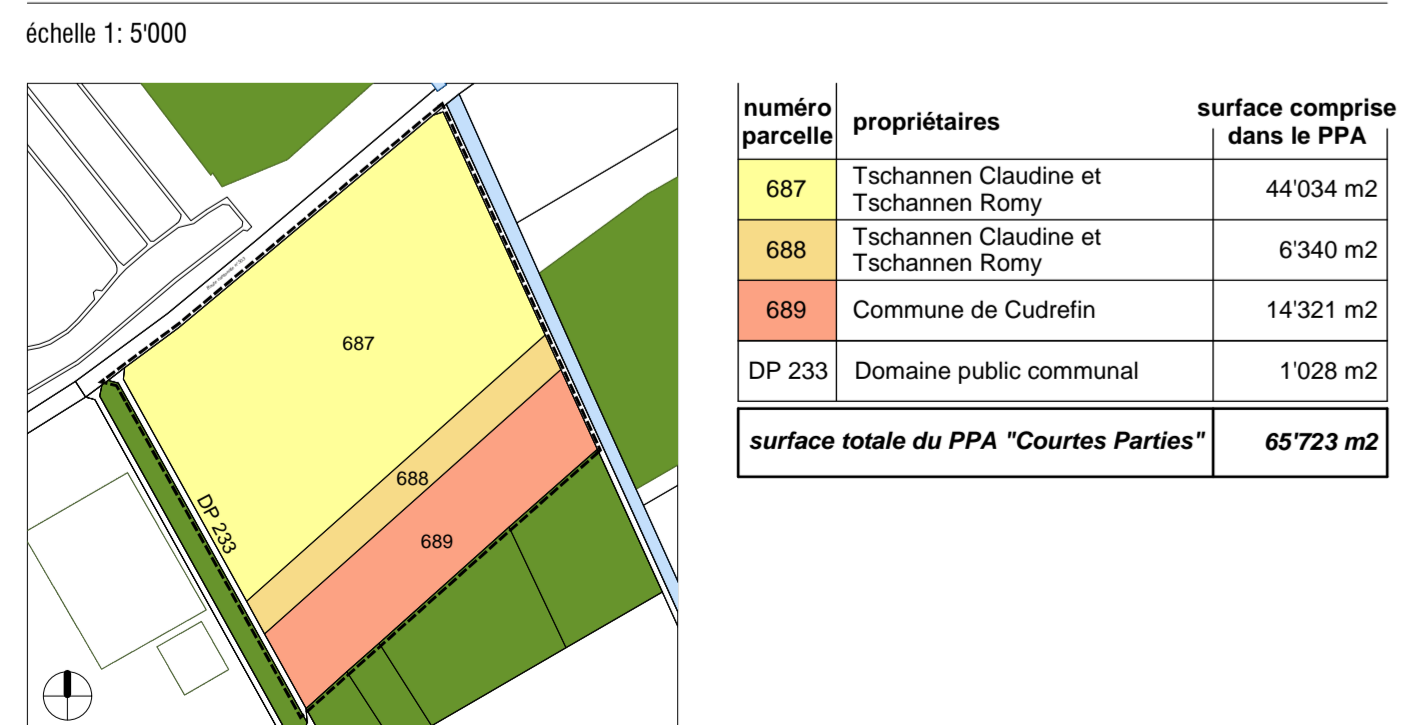 échelle 1: 5'000
687
688
689
DP 233
numéro parcelle propriétaires surface comprise dans le PPA
687 Tschannen Claudine et Tschannen Romy 44'034 m2
688 Tschannen Claudine et Tschannen Romy 6'340 m2
689 Commune de Cudrefin 14'321 m2
DP 233 Domaine public communal 1'028 m2
surface totale du PPA "Courtes Parties" 65'723 m2